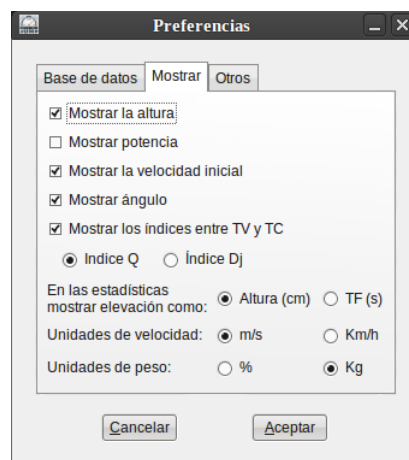 Preferencias
Base de datos Mostrar Otros
Mostrar la altura
Mostrar potencia
Mostrar la velocidad inicial
Mostrar ángulo
Mostrar los índices entre TV y TC
Indice Q Índice Dj
En las estadísticas
mostrar elevación como: Altura (cm) TF (s)
Unidades de velocidad: m/s Km/h
Unidades de peso: % Kg
Cancelar Aceptar